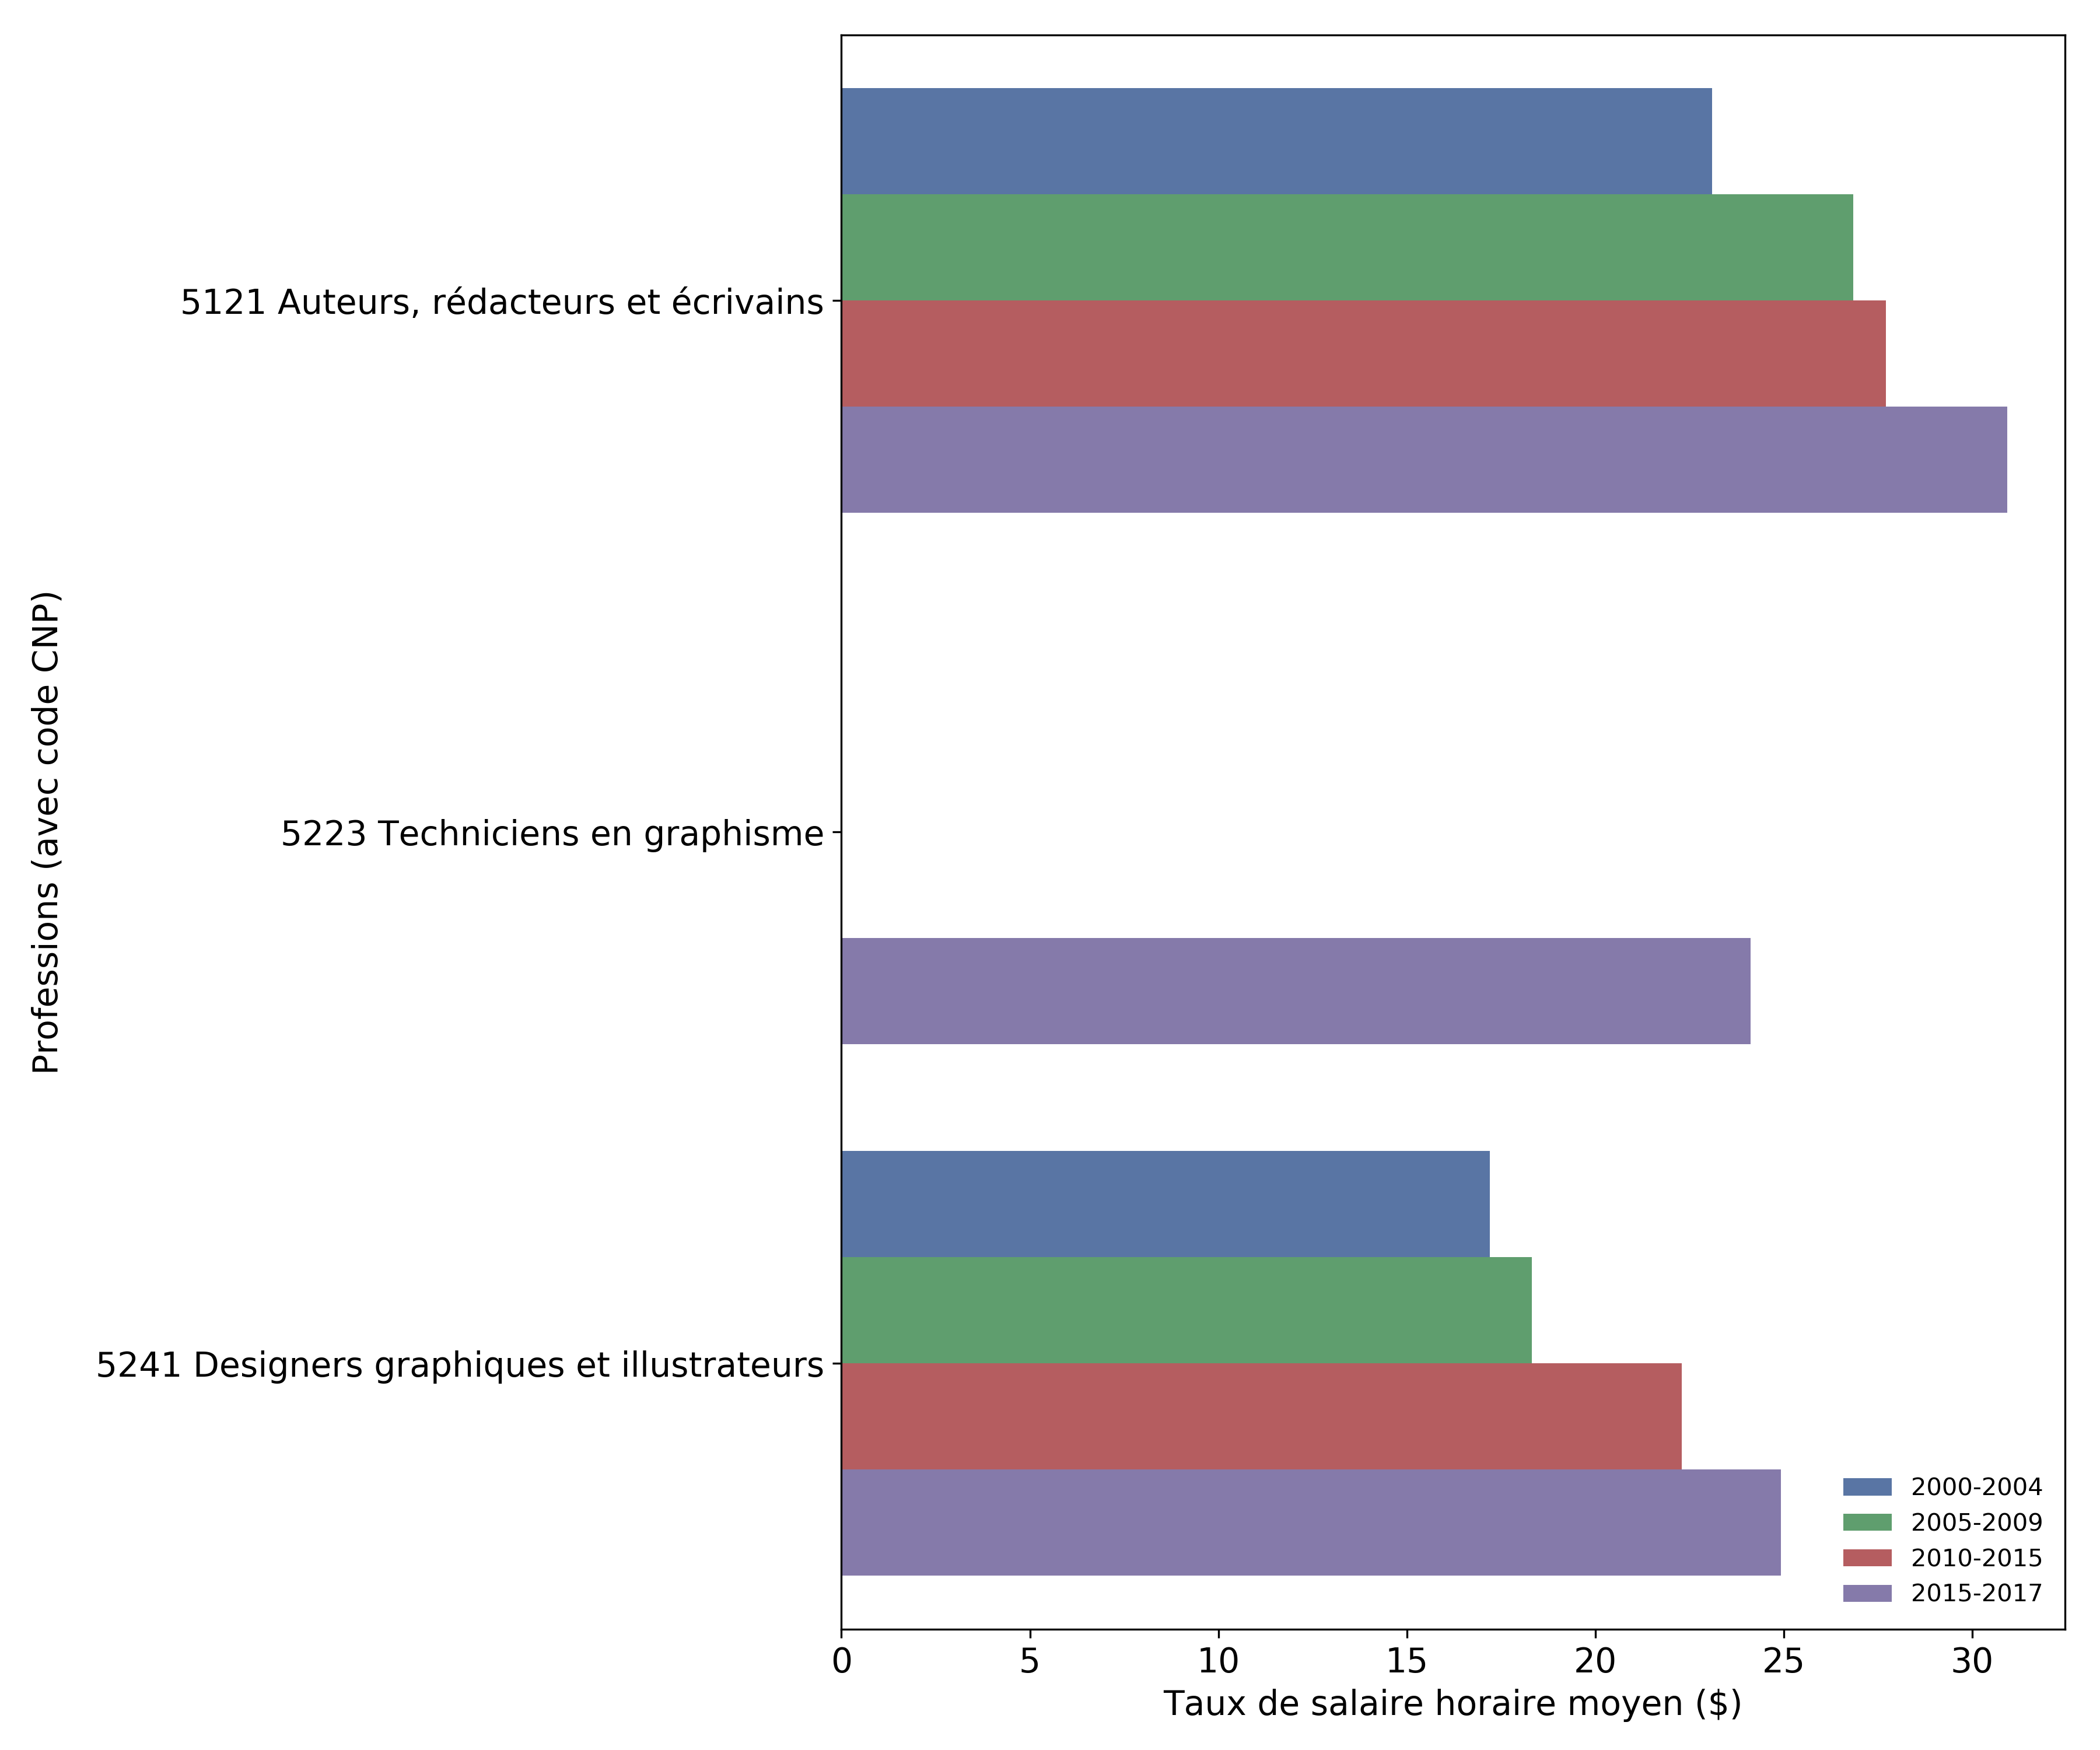 Professions (avec code CNP)
5121 Auteurs, rédacteurs et écrivains
5223 Techniciens en graphisme
5241 Designers graphiques et illustrateurs
2000-2004
2005-2009
2010-2015
2015-2017
0 5 10 15 20 25 30
Taux de salaire horaire moyen ($)